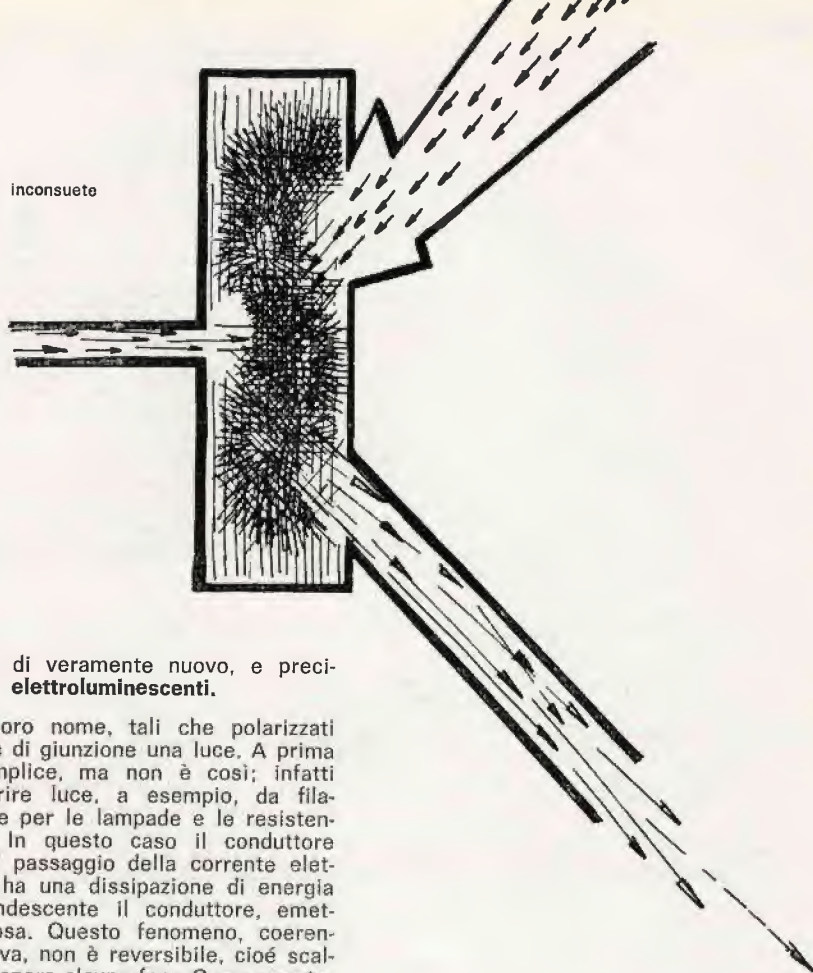 inconsuete
di veramente nuovo, e preci-
elettroluminescenti.
oro nome, tali che polarizzati
di giunzione una luce. A prima
mplice, ma non è così; infatti
rire luce, a esempio, da fila-
e per le lampade e le resisten-
In questo caso il conduttore
passaggio della corrente elet-
ha una dissipazione di energia
ndescente il conduttore, emet-
osa. Questo fenomeno, coeren-
va, non è reversibile, cioé scal-